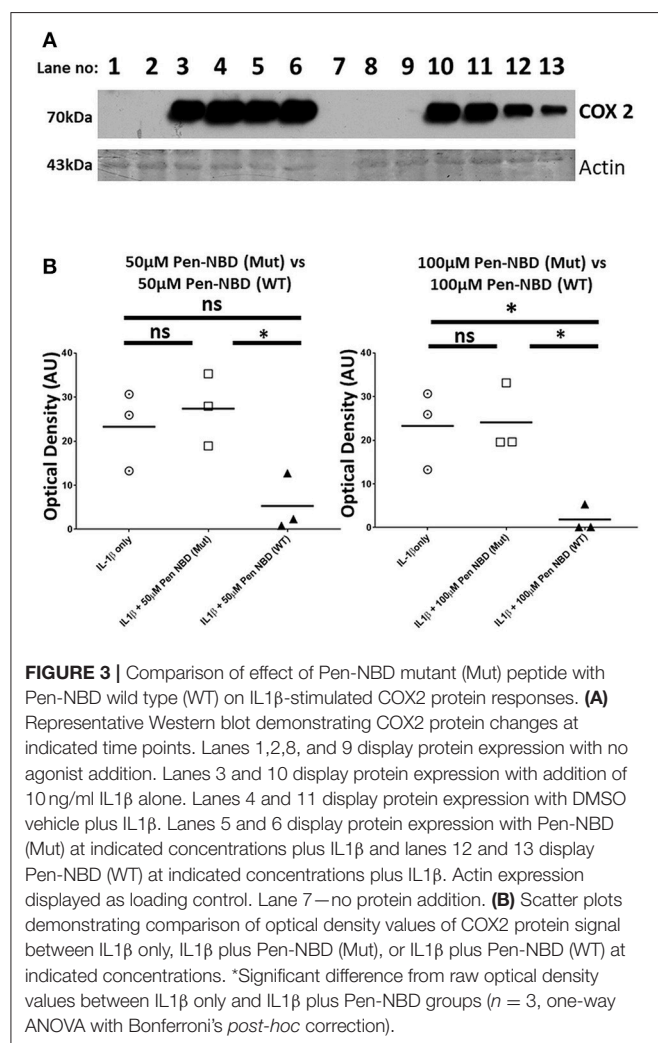 A
Lane no: 1 2 3 4 5 6 7 8 9 10 11 12 13
70kDa COX 2
43kDa Actin
B
50µM Pen-NBD (Mut) vs
50µM Pen-NBD (WT)
ns
ns *
Optical Density (AU)
40
30
20
10
0
IL-1β only
IL1β + 50µM Pen NBD (Mut)
IL1β + 50µM Pen NBD (WT)
100µM Pen-NBD (Mut) vs
100µM Pen-NBD (WT)
*
ns *
Optical Density (AU)
40
30
20
10
0
IL-1βonly
IL1β + 100µM Pen NBD (Mut)
IL1β + 100µM Pen NBD (WT)
FIGURE 3 | Comparison of effect of Pen-NBD mutant (Mut) peptide with
Pen-NBD wild type (WT) on IL1β-stimulated COX2 protein responses. (A)
Representative Western blot demonstrating COX2 protein changes at
indicated time points. Lanes 1,2,8, and 9 display protein expression with no
agonist addition. Lanes 3 and 10 display protein expression with addition of
10 ng/ml IL1β alone. Lanes 4 and 11 display protein expression with DMSO
vehicle plus IL1β. Lanes 5 and 6 display protein expression with Pen-NBD
(Mut) at indicated concentrations plus IL1β and lanes 12 and 13 display
Pen-NBD (WT) at indicated concentrations plus IL1β. Actin expression
displayed as loading control. Lane 7—no protein addition. (B) Scatter plots
demonstrating comparison of optical density values of COX2 protein signal
between IL1β only, IL1β plus Pen-NBD (Mut), or IL1β plus Pen-NBD (WT) at
indicated concentrations. *Significant difference from raw optical density
values between IL1β only and IL1β plus Pen-NBD groups (n = 3, one-way
ANOVA with Bonferroni's post-hoc correction).